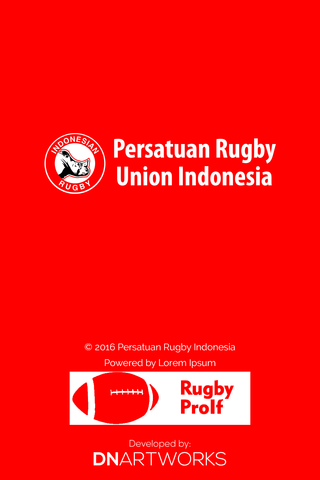 INDONESIAN
RUGBY
Persatuan Rugby
Union Indonesia
© 2016 Persatuan Rugby Indonesia
Powered by Lorem Ipsum
Rugby
Prolf
Developed by:
DNARTWORKS